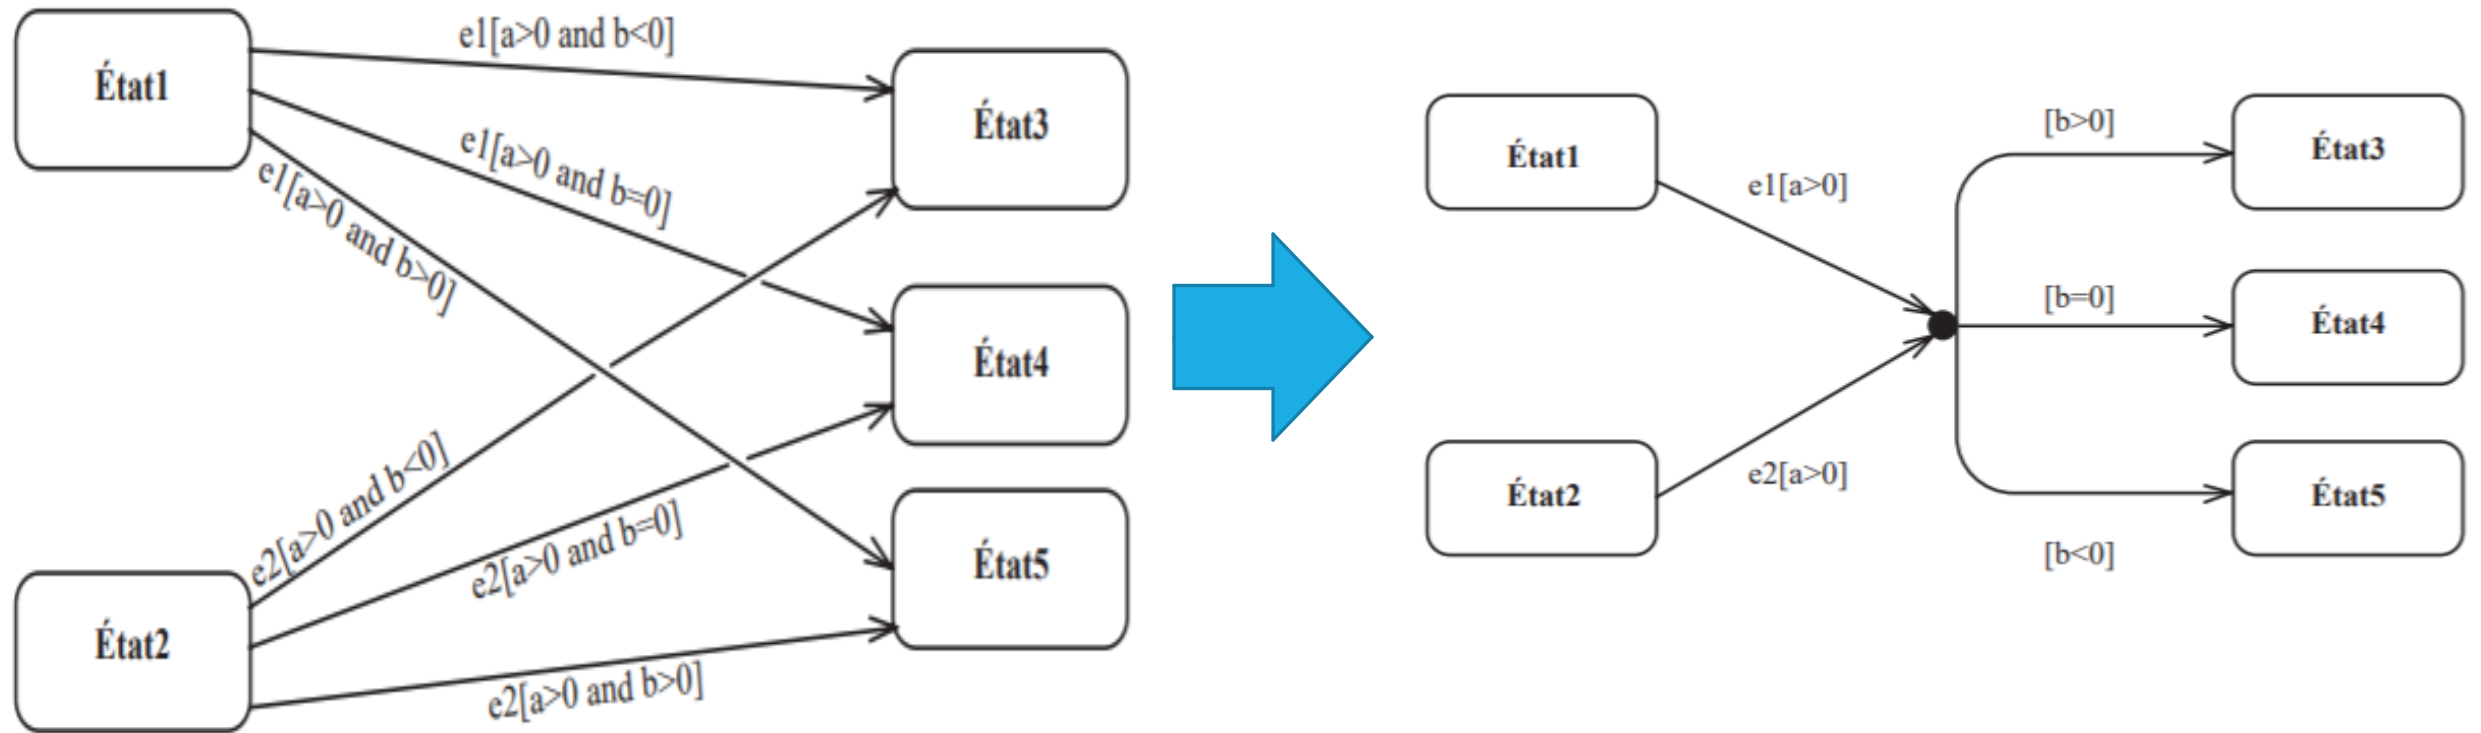 État1
e1[a>0 and b<0]
e1[a>0 and b=0]
e1[a>0 and b>0]
État3
État4
État5
e2[a>0 and b<0]
e2[a>0 and b=0]
e2[a>0 and b>0]
État2
État1
e1[a>0]
État2
e2[a>0]
[b>0]
État3
[b=0]
État4
État5
[b<0]